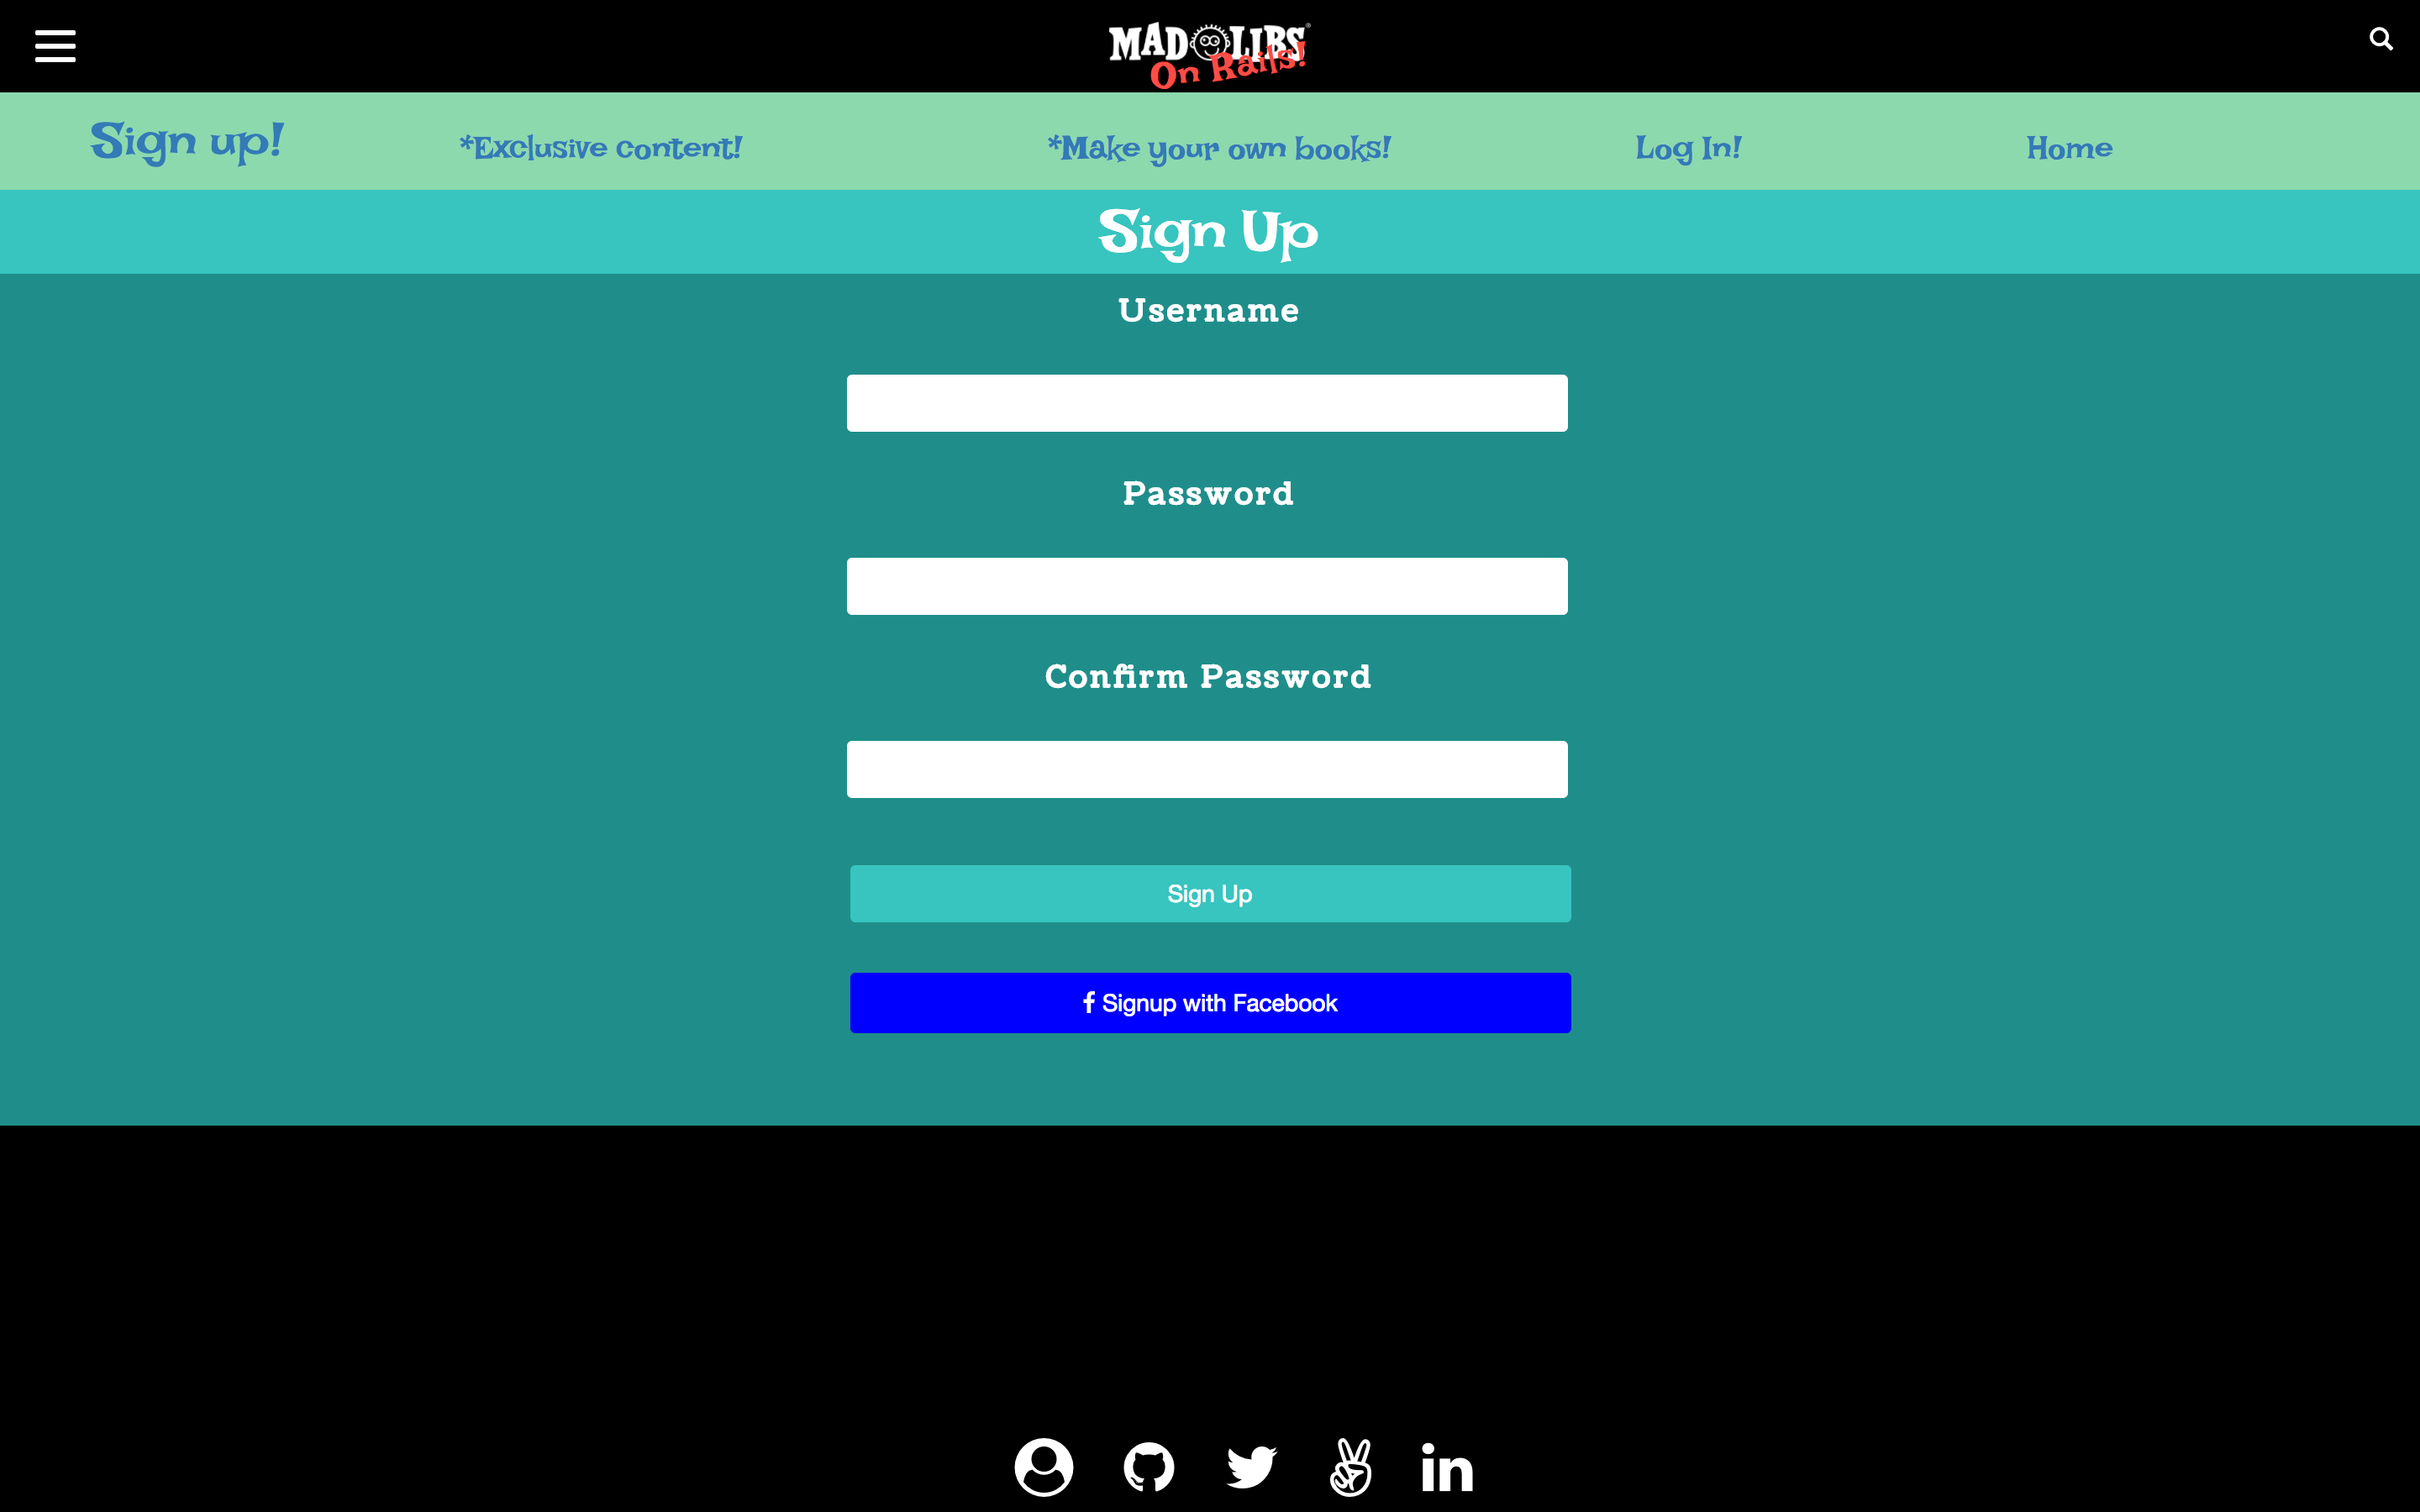 MAD LIBS®
On Rails!
Sign up! *Exclusive content! *Make your own books! Log In! Home
Sign Up
Username
Password
Confirm Password
Sign Up
f Signup with Facebook
in